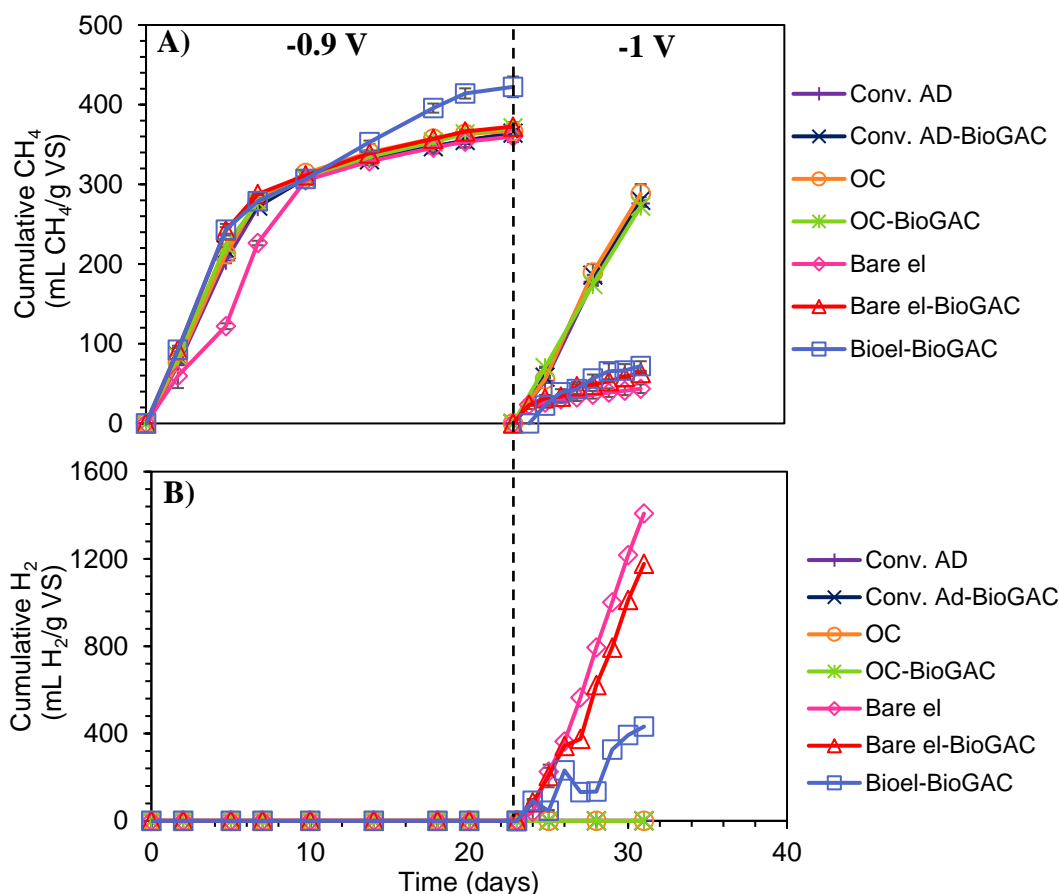 A)
-0.9 V
-1 V
Cumulative CH4
(mL CH4/g VS)
500
400
300
200
100
0
Conv. AD
Conv. AD-BioGAC
OC
OC-BioGAC
Bare el
Bare el-BioGAC
Bioel-BioGAC
B)
Cumulative H2
(mL H2/g VS)
1600
1200
800
400
0
0 10 20 30 40
Time (days)
Conv. AD
Conv. Ad-BioGAC
OC
OC-BioGAC
Bare el
Bare el-BioGAC
Bioel-BioGAC